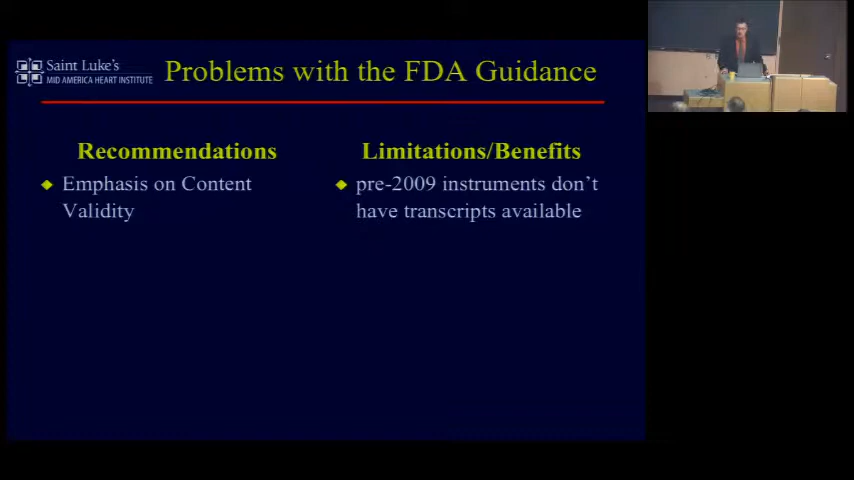 Saint Luke's
MID AMERICA HEART INSTITUTE
Problems with the FDA Guidance
Recommendations
Emphasis on Content
Validity
Limitations/Benefits
pre-2009 instruments don't
have transcripts available